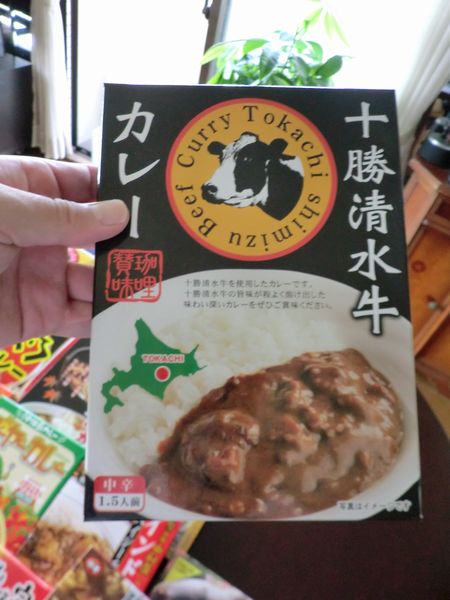 十勝清水牛
カレー
Curry Tokachi shimizu Beef
珈哩
賛味
十勝清水牛を使用したカレーです。
十勝清水牛の旨味が程よく溶け出した
味わい深いカレーをぜひご賞味ください。
TOKACHI
中辛
1.5人前
写真はイメージです
カレー